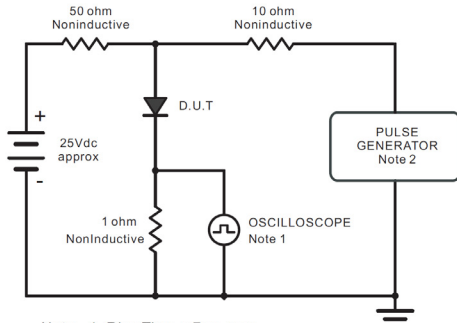 50 ohm
Noninductive
10 ohm
Noninductive
D.U.T
+
25Vdc
approx
-
PULSE
GENERATOR
Note 2
1 ohm
NonInductive
OSCILLOSCOPE
Note 1